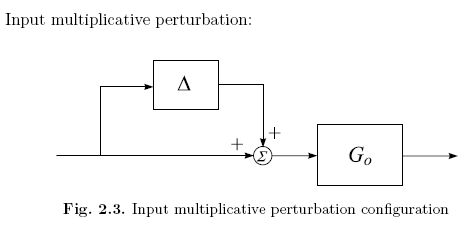 Input multiplicative perturbation:
Δ
+
+
Σ
G_o
Fig. 2.3. Input multiplicative perturbation configuration